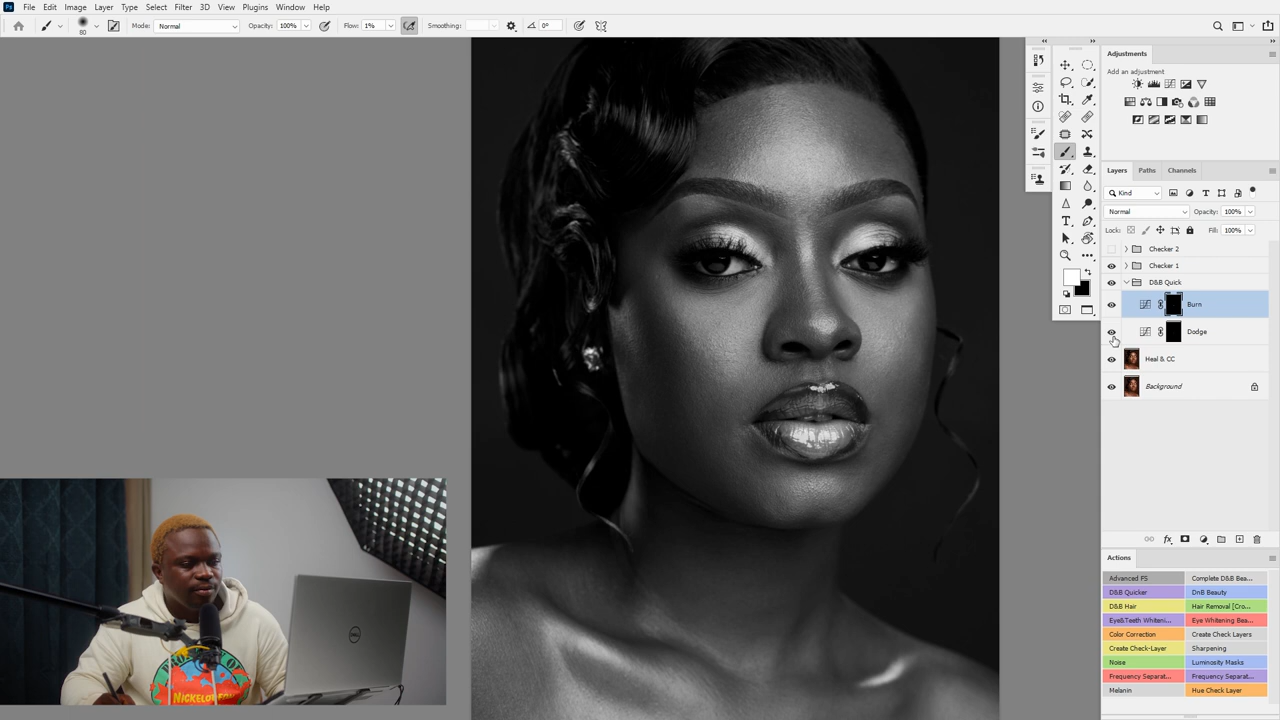 Ps File Edit Image Layer Type Select Filter 3D View Plugins Window Help
80 Mode: Normal Opacity: 100% Flow: 1% Smoothing: 0°
Adjustments
Add an adjustment
Layers Paths Channels
Kind
Normal Opacity: 100%
Lock: Fill: 100%
Checker 2
Checker 1
D&B Quick
Burn
Dodge
Heal & CC
Background
fx
Actions
Advanced FS Complete D&B Bea...
D&B Quicker DnB Beauty
D&B Hair Hair Removal [Cro...
Eye&Teeth Whiteni... Eye Whitening Bea...
Color Correction Create Check Layers
Create Check-Layer Sharpening
Noise Luminosity Masks
Frequency Separat... Frequency Separat...
Melanin Hue Check Layer
DELL
NICKELODEON